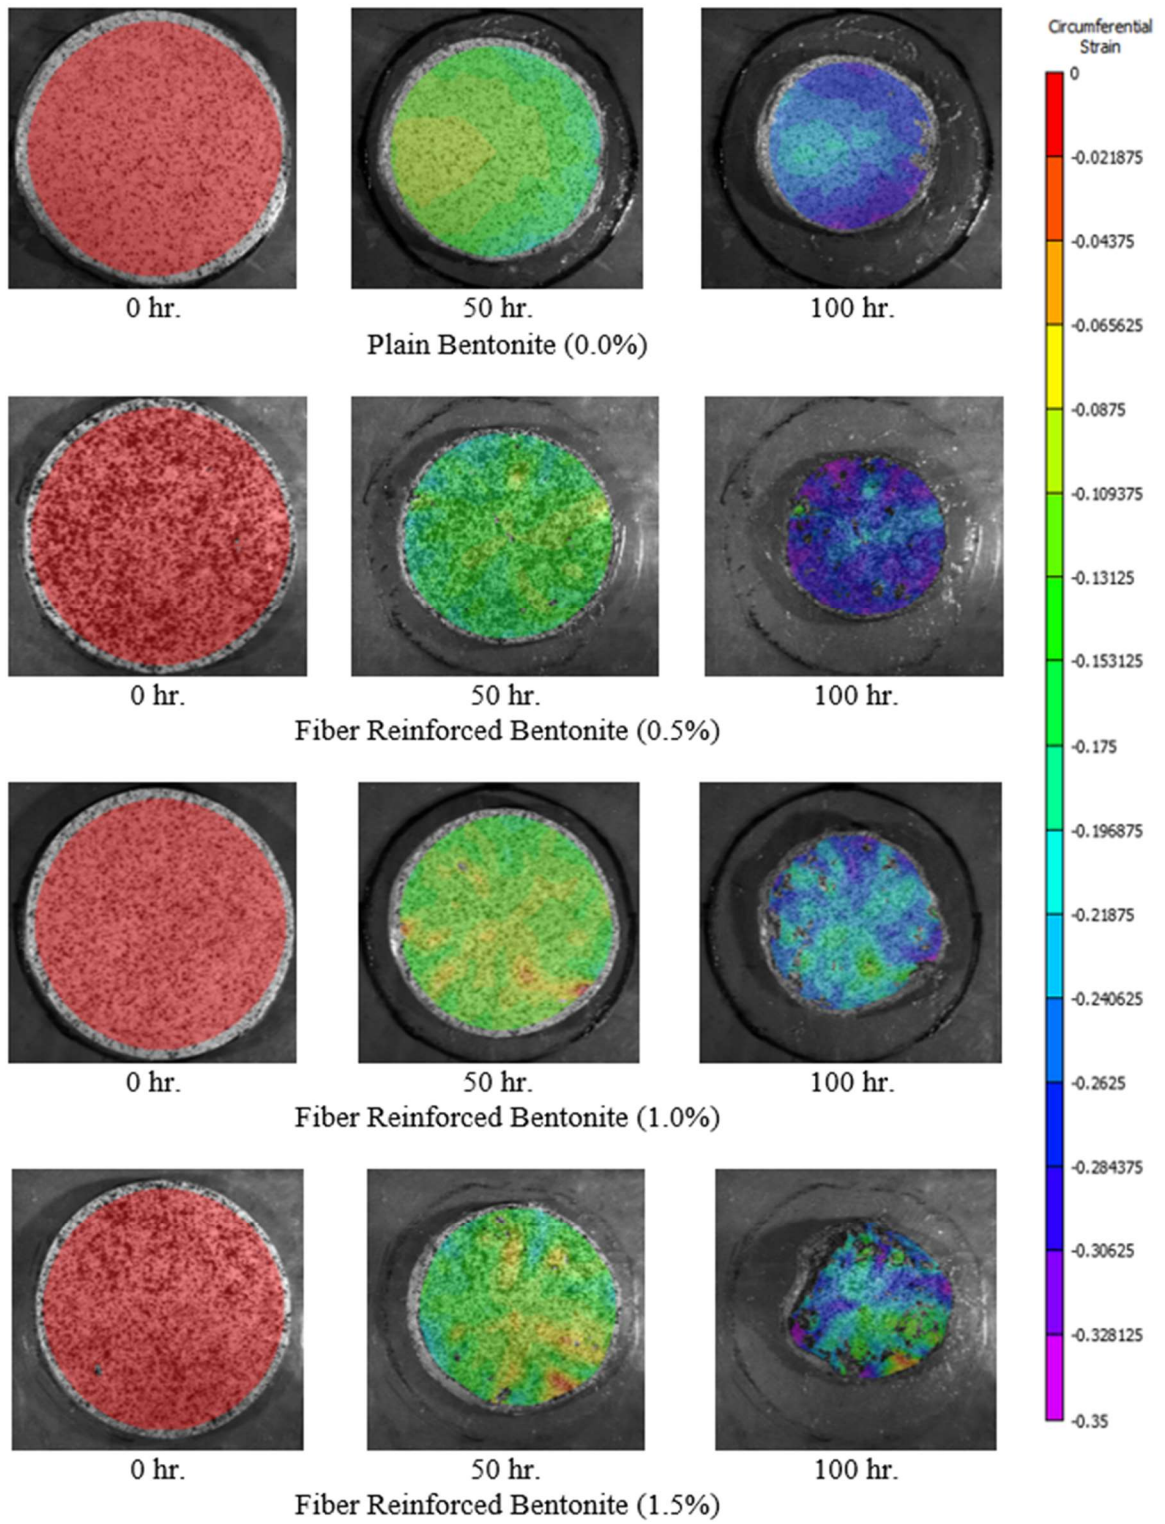 Circumferential
Strain
0
-0.021875
-0.04375
-0.065625
-0.0875
-0.109375
-0.13125
-0.153125
-0.175
-0.196875
-0.21875
-0.240625
-0.2625
-0.284375
-0.30625
-0.328125
-0.35
0 hr. 50 hr. 100 hr.
Plain Bentonite (0.0%)
0 hr. 50 hr. 100 hr.
Fiber Reinforced Bentonite (0.5%)
0 hr. 50 hr. 100 hr.
Fiber Reinforced Bentonite (1.0%)
0 hr. 50 hr. 100 hr.
Fiber Reinforced Bentonite (1.5%)